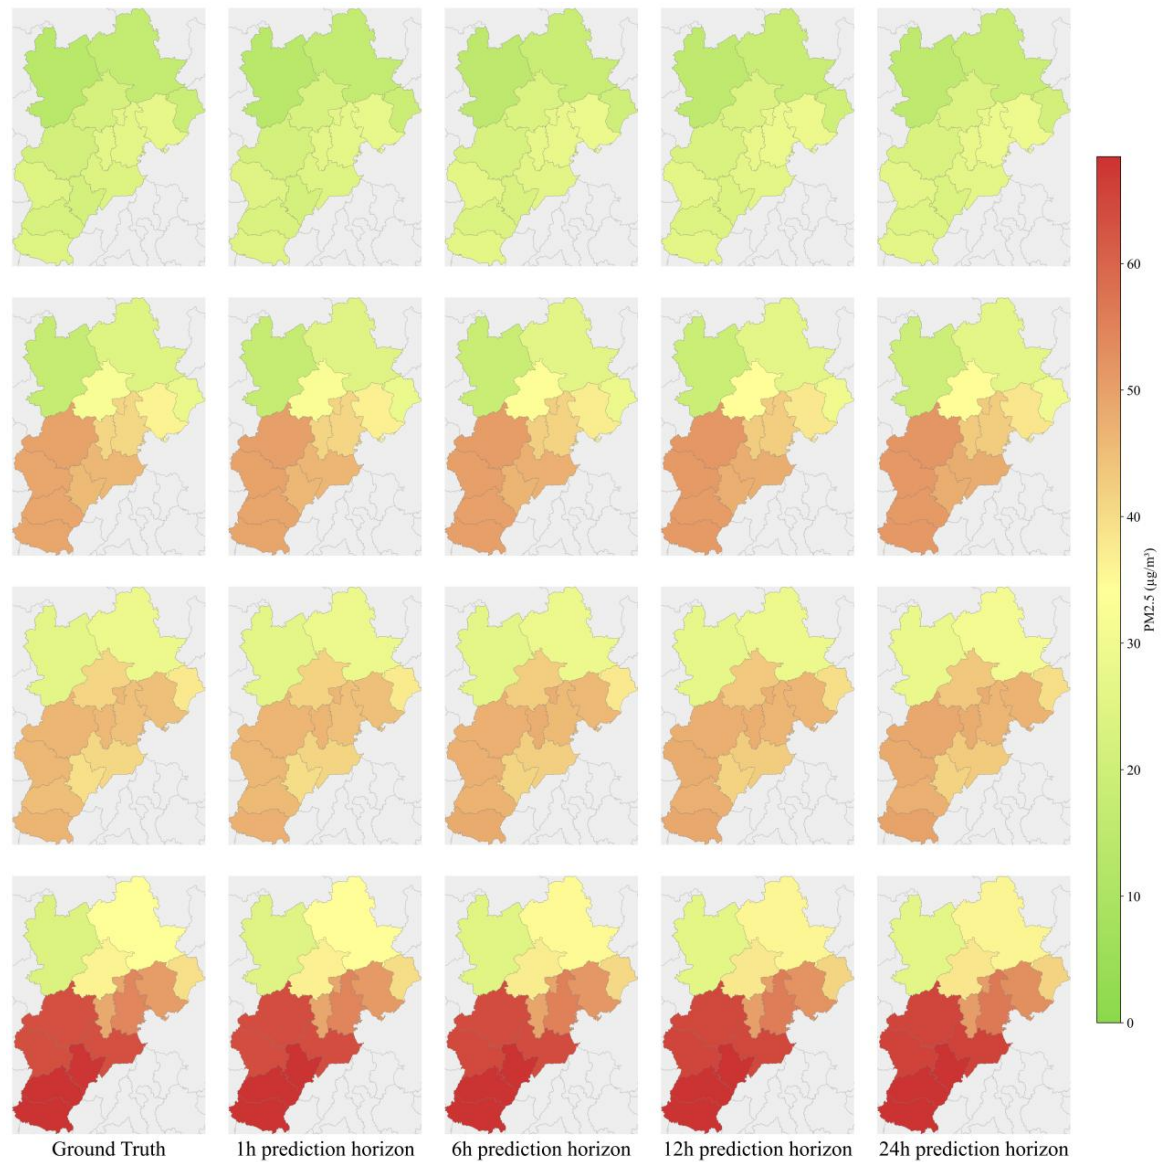 60
50
40
30
20
10
0
PM2.5 (μg/m³)
Ground Truth
1h prediction horizon
6h prediction horizon
12h prediction horizon
24h prediction horizon